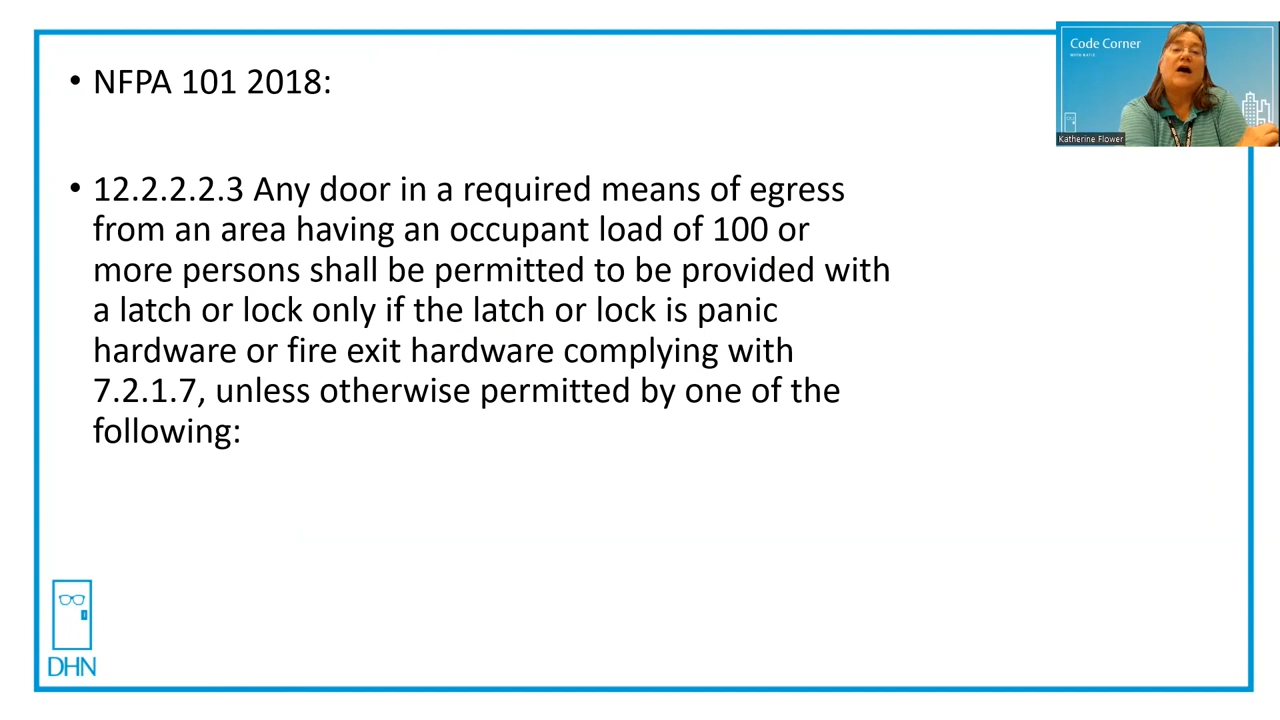 • NFPA 101 2018:
Code Corner
Katherine Flower
• 12.2.2.2.3 Any door in a required means of egress
from an area having an occupant load of 100 or
more persons shall be permitted to be provided with
a latch or lock only if the latch or lock is panic
hardware or fire exit hardware complying with
7.2.1.7, unless otherwise permitted by one of the
following:
DHN